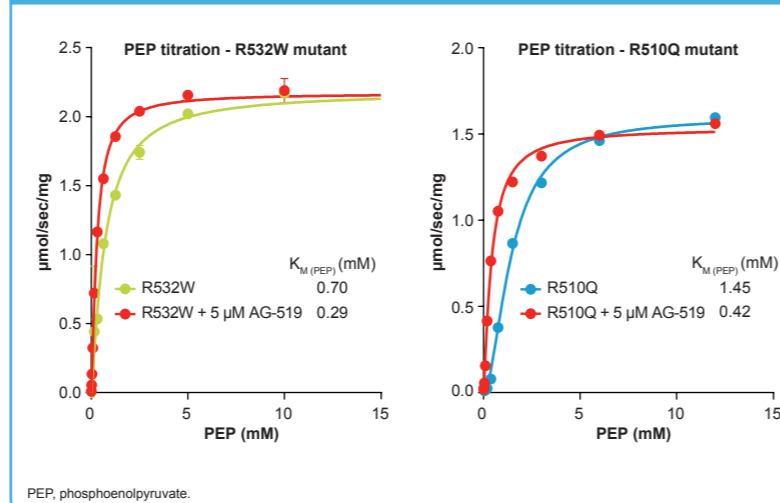 PEP titration - R532W mutant
2.5
2.0
1.5
1.0
0.5
0.0
µmol/sec/mg
K M (PEP) (mM)
R532W 0.70
R532W + 5 µM AG-519 0.29
0 5 10 15
PEP (mM)
PEP titration - R510Q mutant
2.0
1.5
1.0
0.5
0.0
µmol/sec/mg
K M (PEP) (mM)
R510Q 1.45
R510Q + 5 µM AG-519 0.42
0 5 10 15
PEP (mM)
PEP, phosphoenolpyruvate.